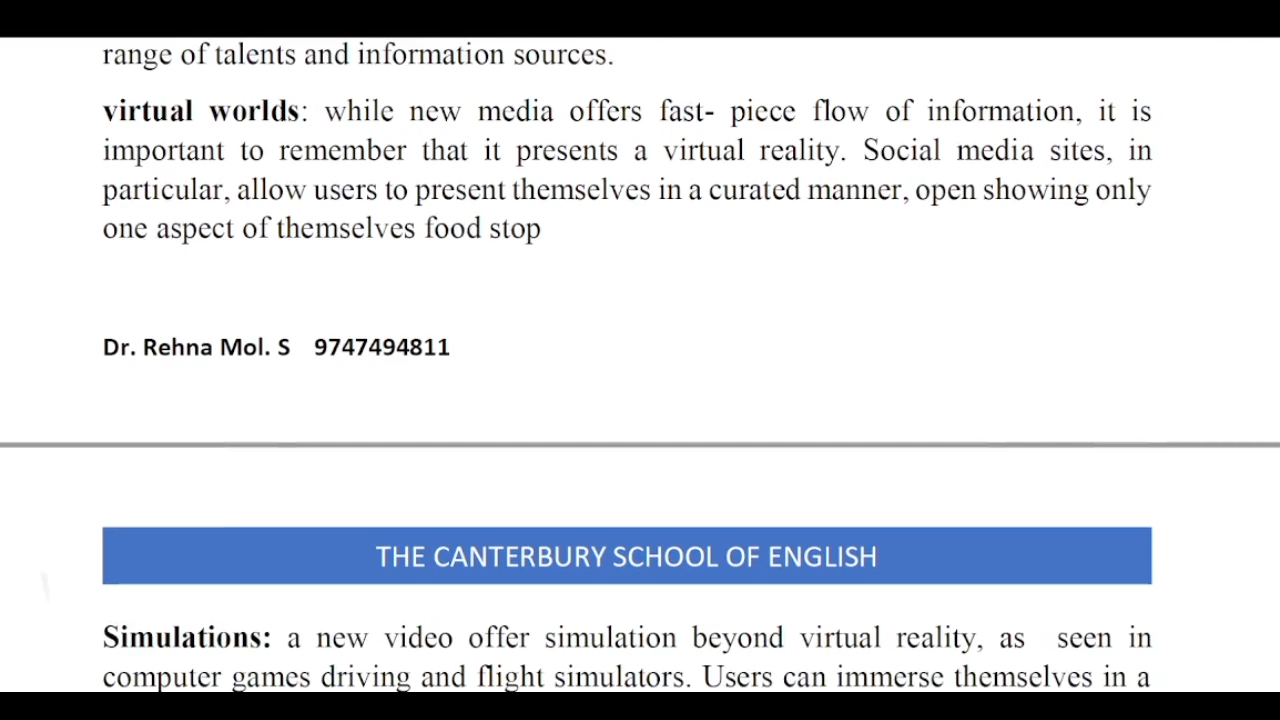 range of talents and information sources.
virtual worlds: while new media offers fast- piece flow of information, it is
important to remember that it presents a virtual reality. Social media sites, in
particular, allow users to present themselves in a curated manner, open showing only
one aspect of themselves food stop
Dr. Rehna Mol. S 9747494811
THE CANTERBURY SCHOOL OF ENGLISH
Simulations: a new video offer simulation beyond virtual reality, as seen in
computer games driving and flight simulators. Users can immerse themselves in a